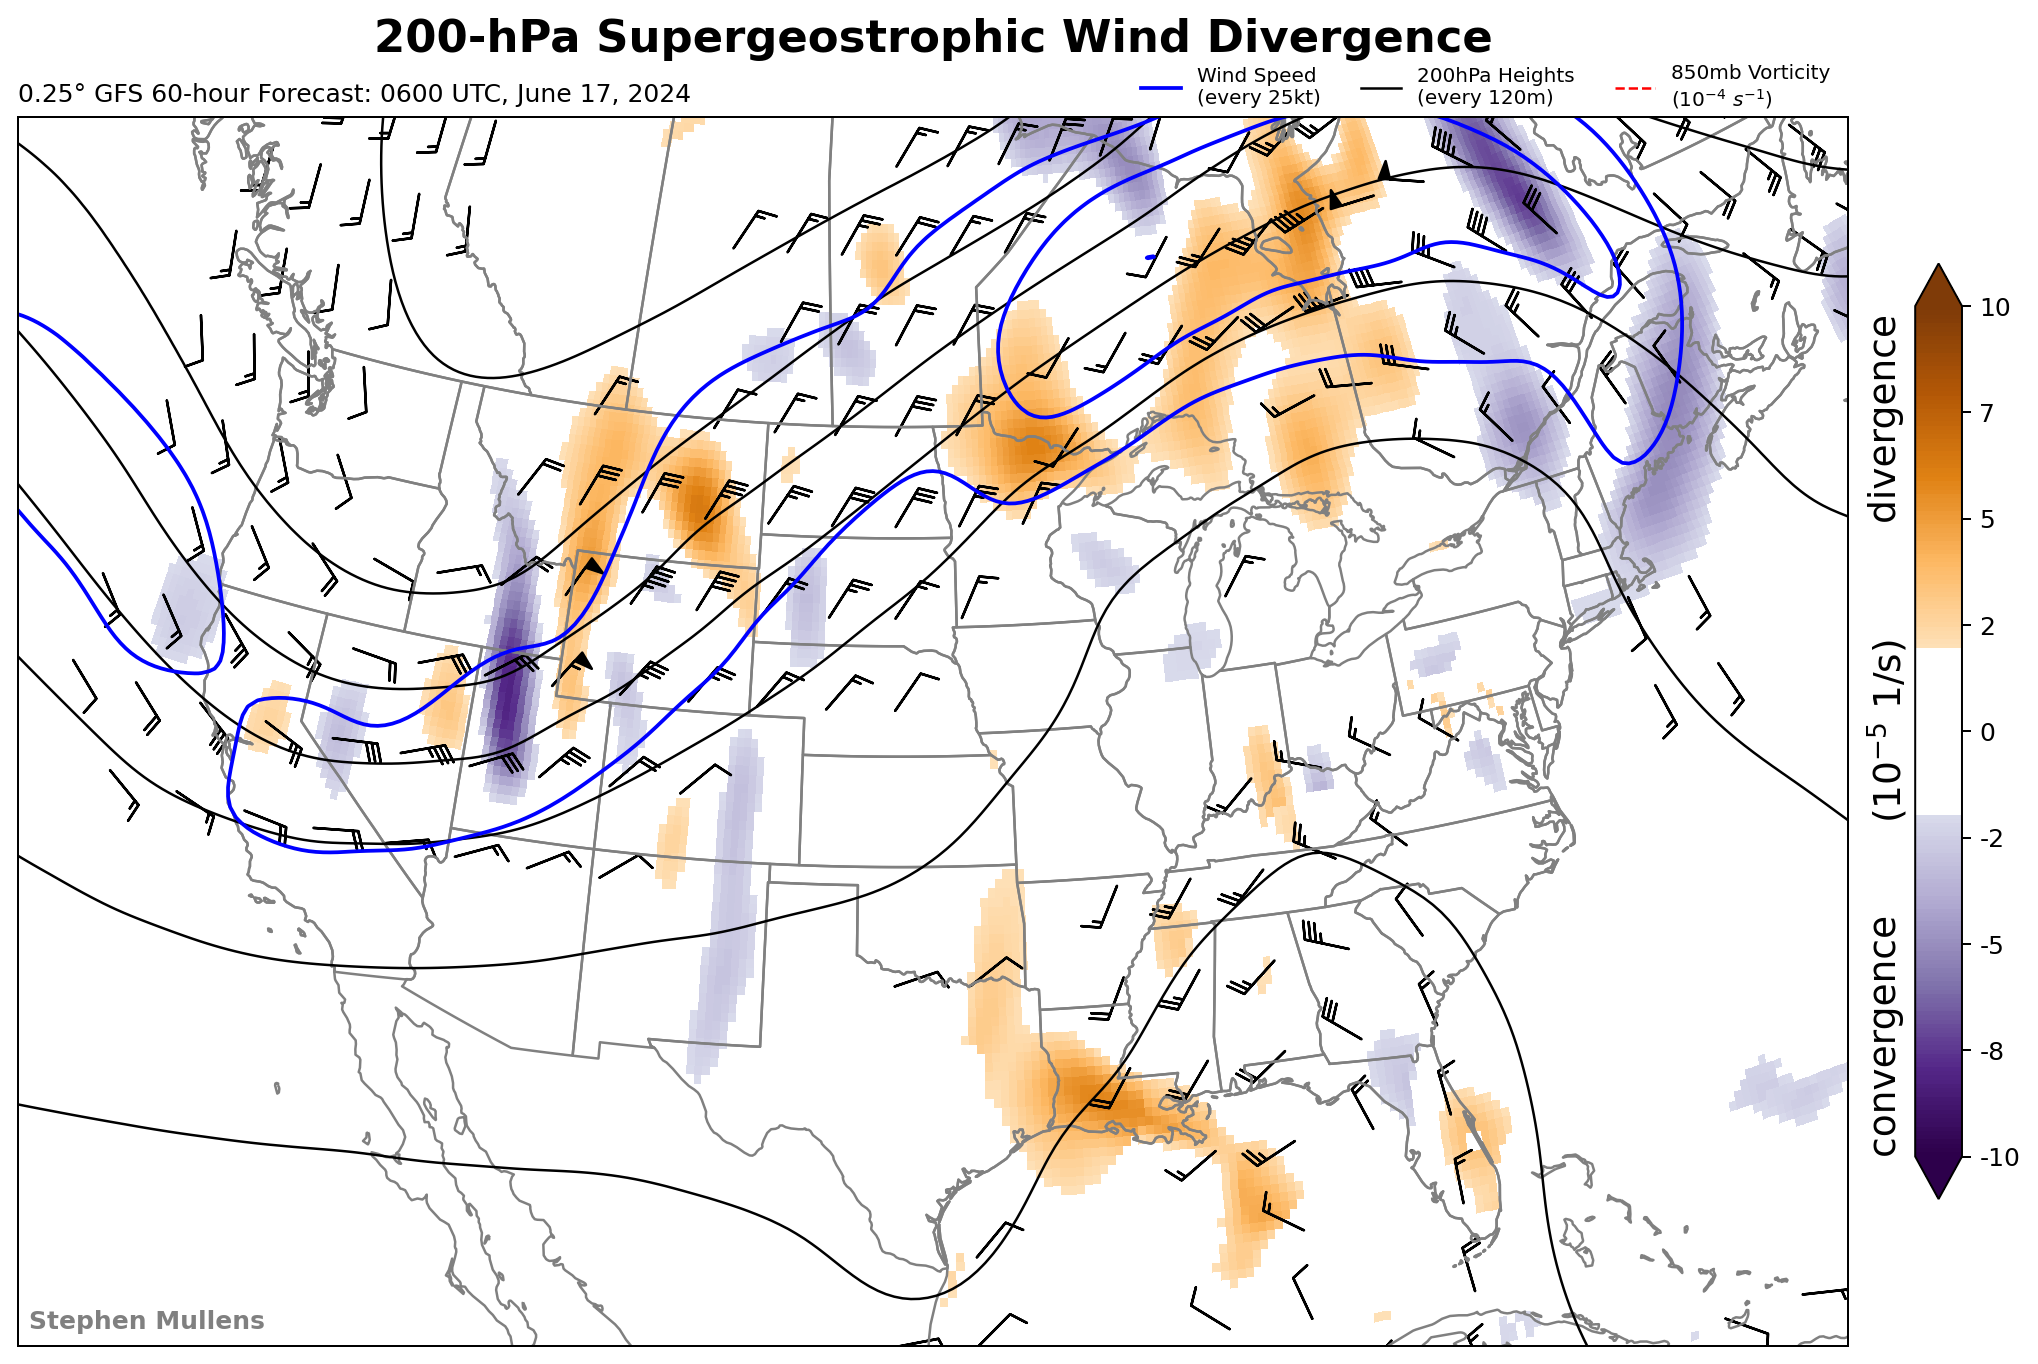 200-hPa Supergeostrophic Wind Divergence
0.25° GFS 60-hour Forecast: 0600 UTC, June 17, 2024
Wind Speed
(every 25kt)
200hPa Heights
(every 120m)
850mb Vorticity
(10⁻⁴ s⁻¹)
10
7
5
2
0
-2
-5
-8
-10
convergence (10⁻⁵ 1/s) divergence
Stephen Mullens